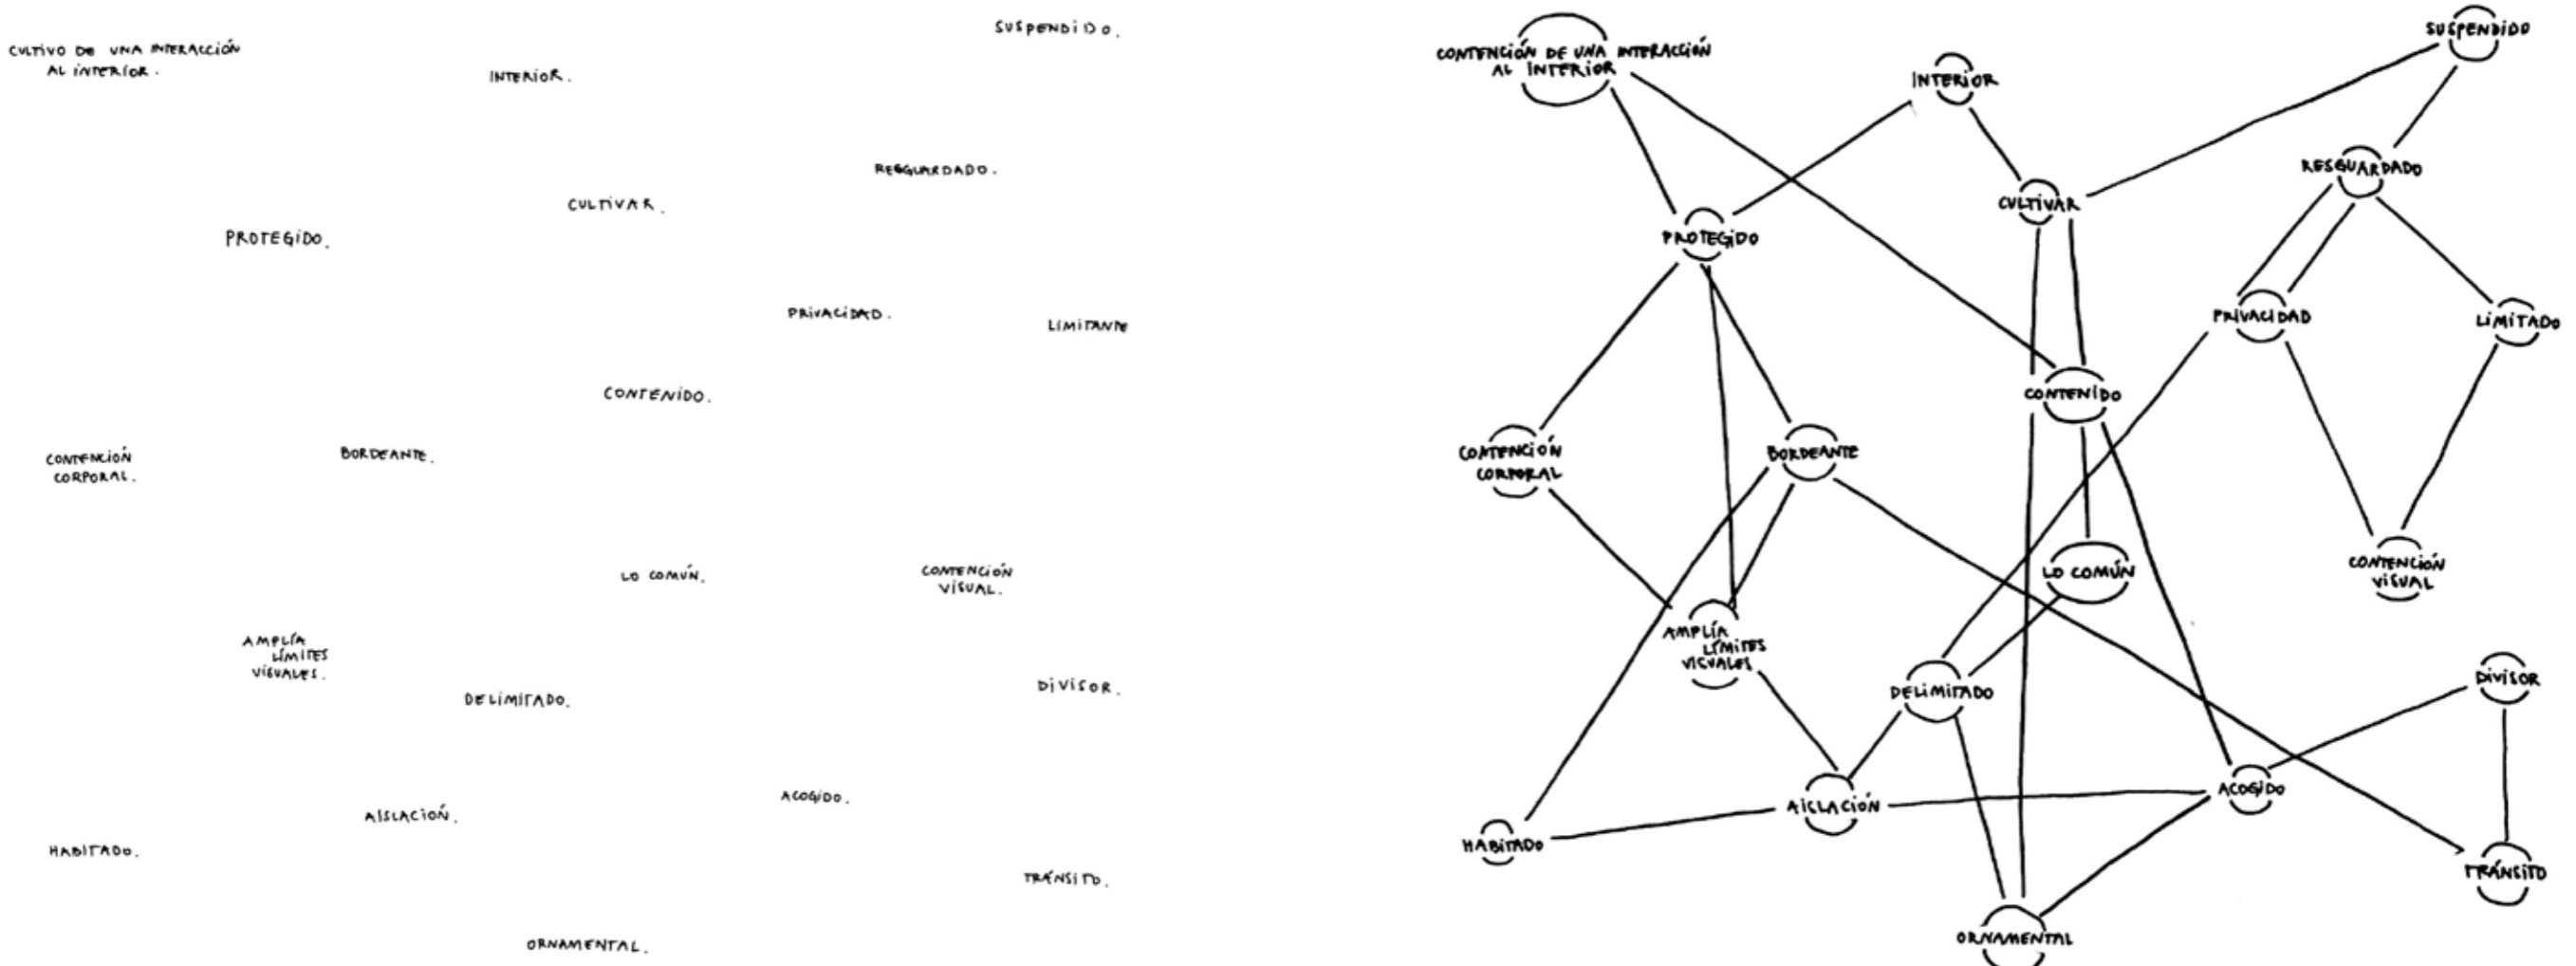 SUSPENDIDO.
CULTIVO DE UNA INTERACCIÓN
AL INTERIOR.
INTERIOR.
RESGUARDADO.
CULTIVAR.
PROTEGIDO.
PRIVACIDAD.
LIMITANTE
CONTENIDO.
CONTENCIÓN
CORPORAL.
BORDEANTE.
LO COMÚN.
CONTENCIÓN
VISUAL.
AMPLÍA
LÍMITES
VISUALES.
DELIMITADO.
DIVISOR.
ACOGIDO.
AISLACIÓN.
HABITADO.
TRÁNSITO.
ORNAMENTAL.
SUSPENDIDO
CONTENCIÓN DE UNA INTERACCIÓN
AL INTERIOR
INTERIOR
RESGUARDADO
CULTIVAR
PROTEGIDO
PRIVACIDAD
LIMITADO
CONTENIDO
CONTENCIÓN
CORPORAL
BORDEANTE
LO COMÚN
CONTENCIÓN
VISUAL
AMPLÍA
LÍMITES
VISUALES
DELIMITADO
DIVISOR
ACOGIDO
AISLACIÓN
HABITADO
TRÁNSITO
ORNAMENTAL